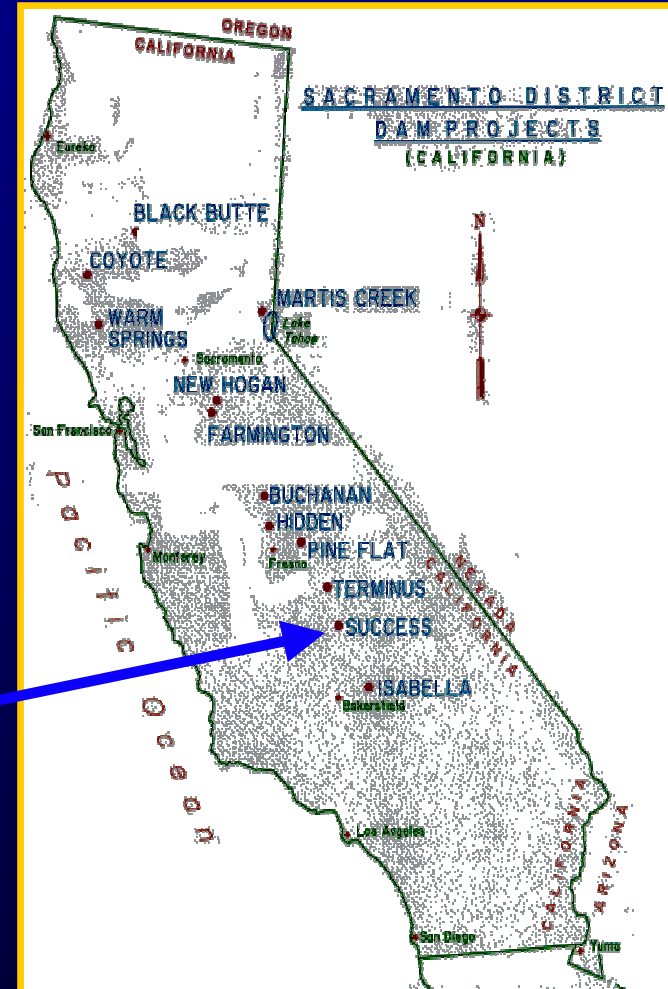 OREGON
CALIFORNIA
SACRAMENTO DISTRICT
DAM PROJECTS
(CALIFORNIA)
Eureka
N
BLACK BUTTE
COYOTE
MARTIS CREEK
WARM
SPRINGS
Lake
Tahoe
Sacramento
NEW HOGAN
San Francisco
FARMINGTON
Pacific Ocean
BUCHANAN
HIDDEN
Monterey
Fresno
PINE FLAT
NEVADA
CALIFORNIA
TERMINUS
SUCCESS
ISABELLA
Bakersfield
Los Angeles
CALIFORNIA
ARIZONA
San Diego
Yuma